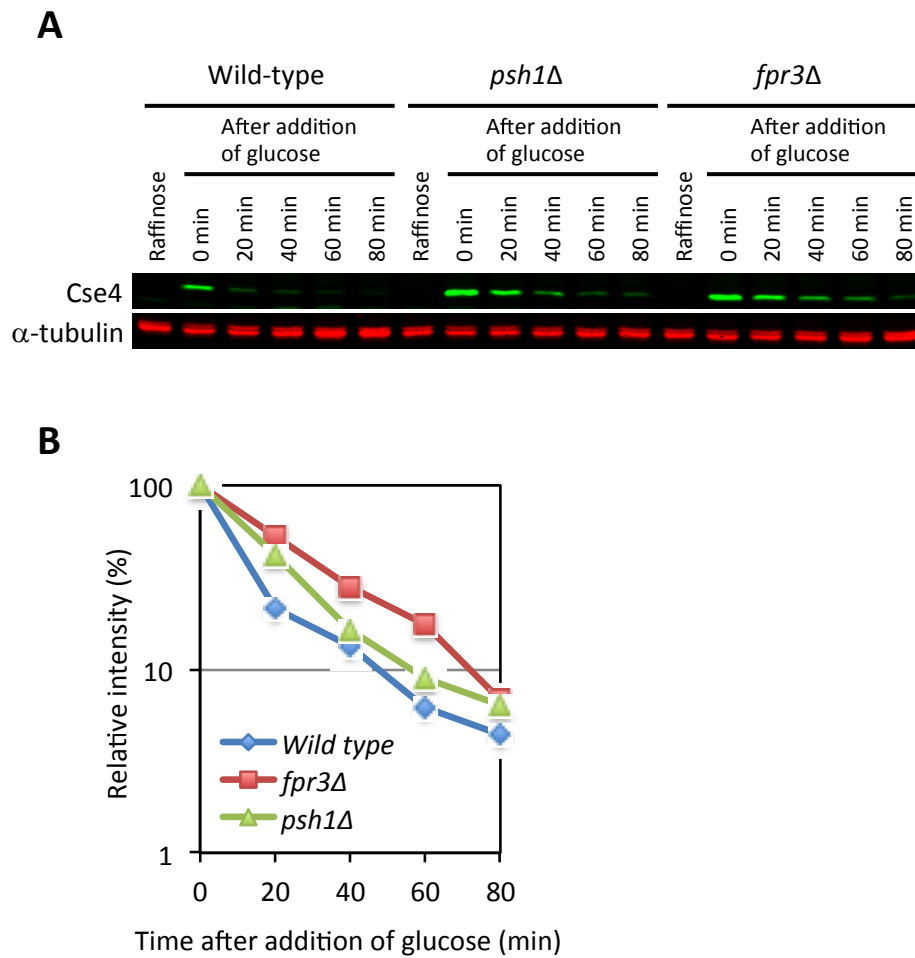 A
Wild-type psh1Δ fpr3Δ
After addition of glucose After addition of glucose After addition of glucose
Raffinose 0 min 20 min 40 min 60 min 80 min Raffinose 0 min 20 min 40 min 60 min 80 min Raffinose 0 min 20 min 40 min 60 min 80 min
Cse4
α-tubulin
B
Relative intensity (%)
100
10
1
Wild type
fpr3Δ
psh1Δ
0 20 40 60 80
Time after addition of glucose (min)